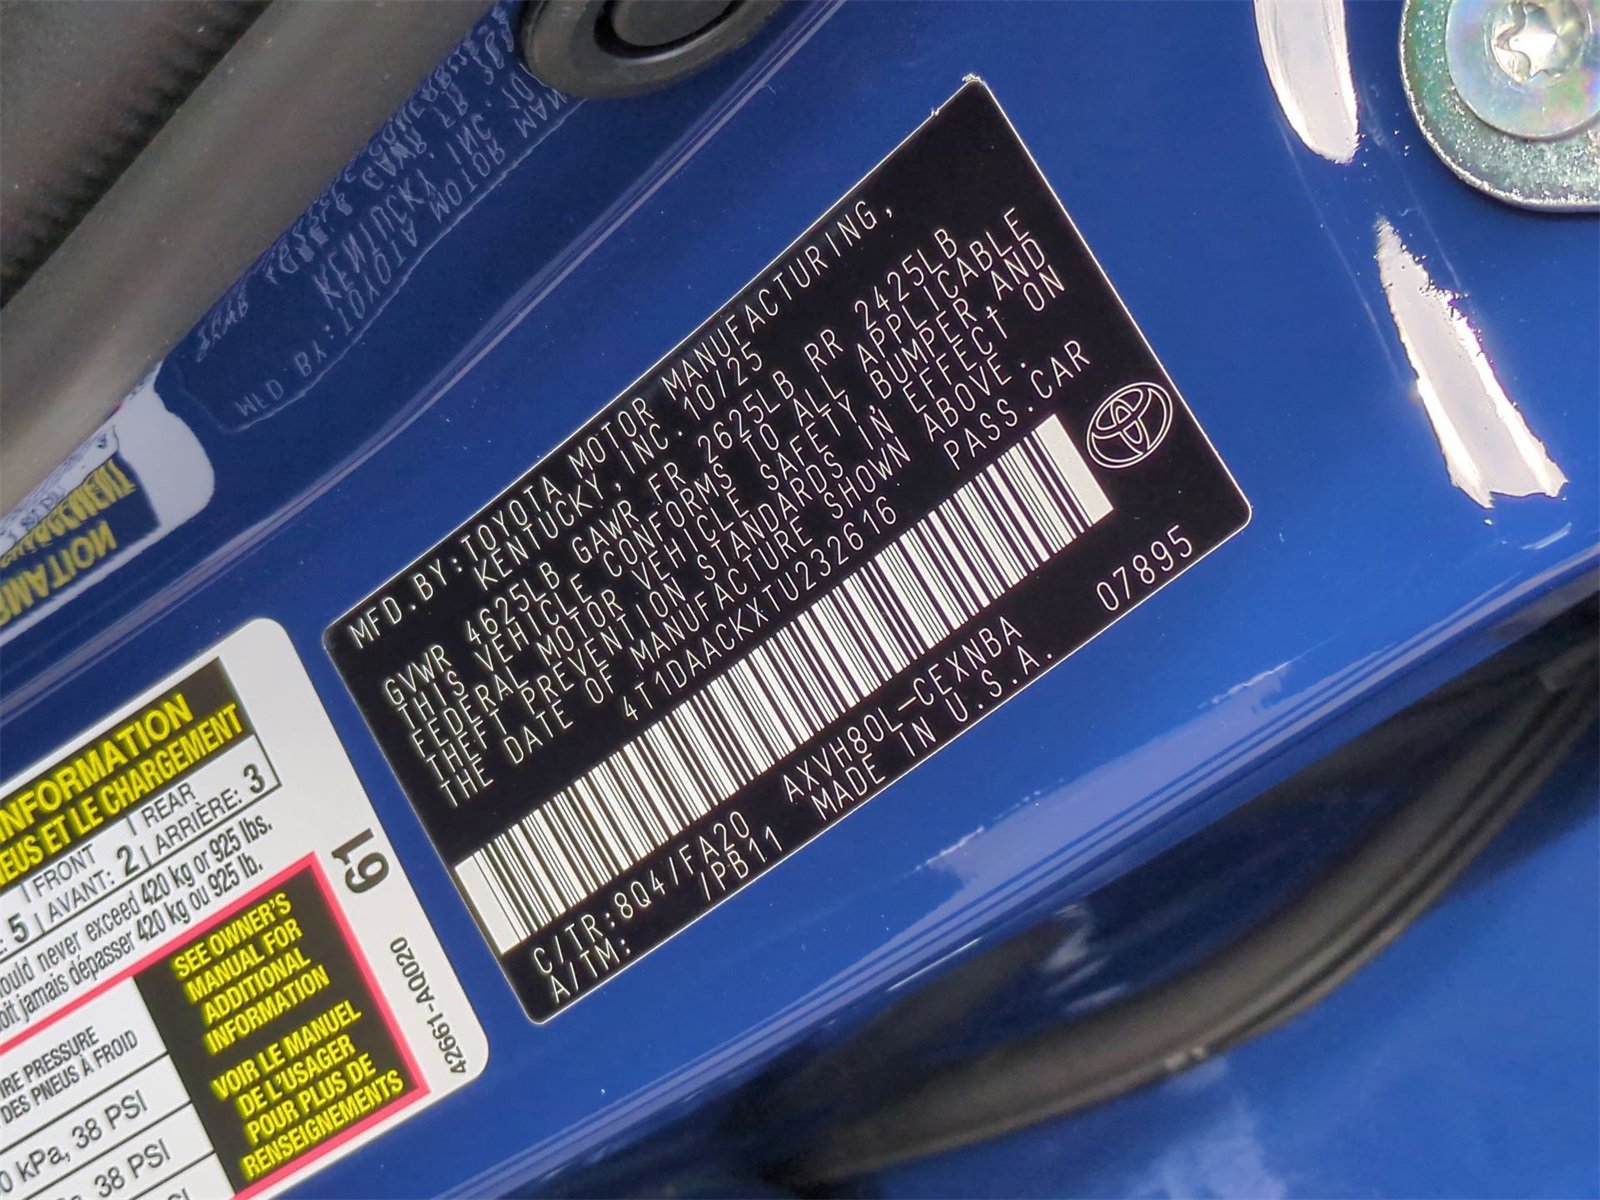 MFD.BY:TOYOTA MOTOR MANUFACTURING,
KENTUCKY, INC. 10/25
GVWR 4625LB GAWR FR 2625LB RR 2425LB
THIS VEHICLE CONFORMS TO ALL APPLICABLE
FEDERAL MOTOR VEHICLE SAFETY, BUMPER, AND
THEFT PREVENTION STANDARDS IN EFFECT ON
THE DATE OF MANUFACTURE SHOWN ABOVE.
4T1DAACKXTU232616 PASS.CAR
07895
C/TR:8Q4/FA20 AXVH80L-CEXNBA
A/TM: /PB11 MADE IN U.S.A.
INFORMATION
ET LE CHARGEMENT
5 FRONT REAR
AVANT: 2 ARRIÈRE: 3
never exceed 420 kg or 925 lbs.
jamais dépasser 420 kg ou 925 lb.
PRESSURE
DES PNEUS À FROID
kPa, 38 PSI
38 PSI
SEE OWNER'S
MANUAL FOR
ADDITIONAL
INFORMATION
VOIR LE MANUEL
DE L'USAGER
POUR PLUS DE
RENSEIGNEMENTS
61
42661-AQ020